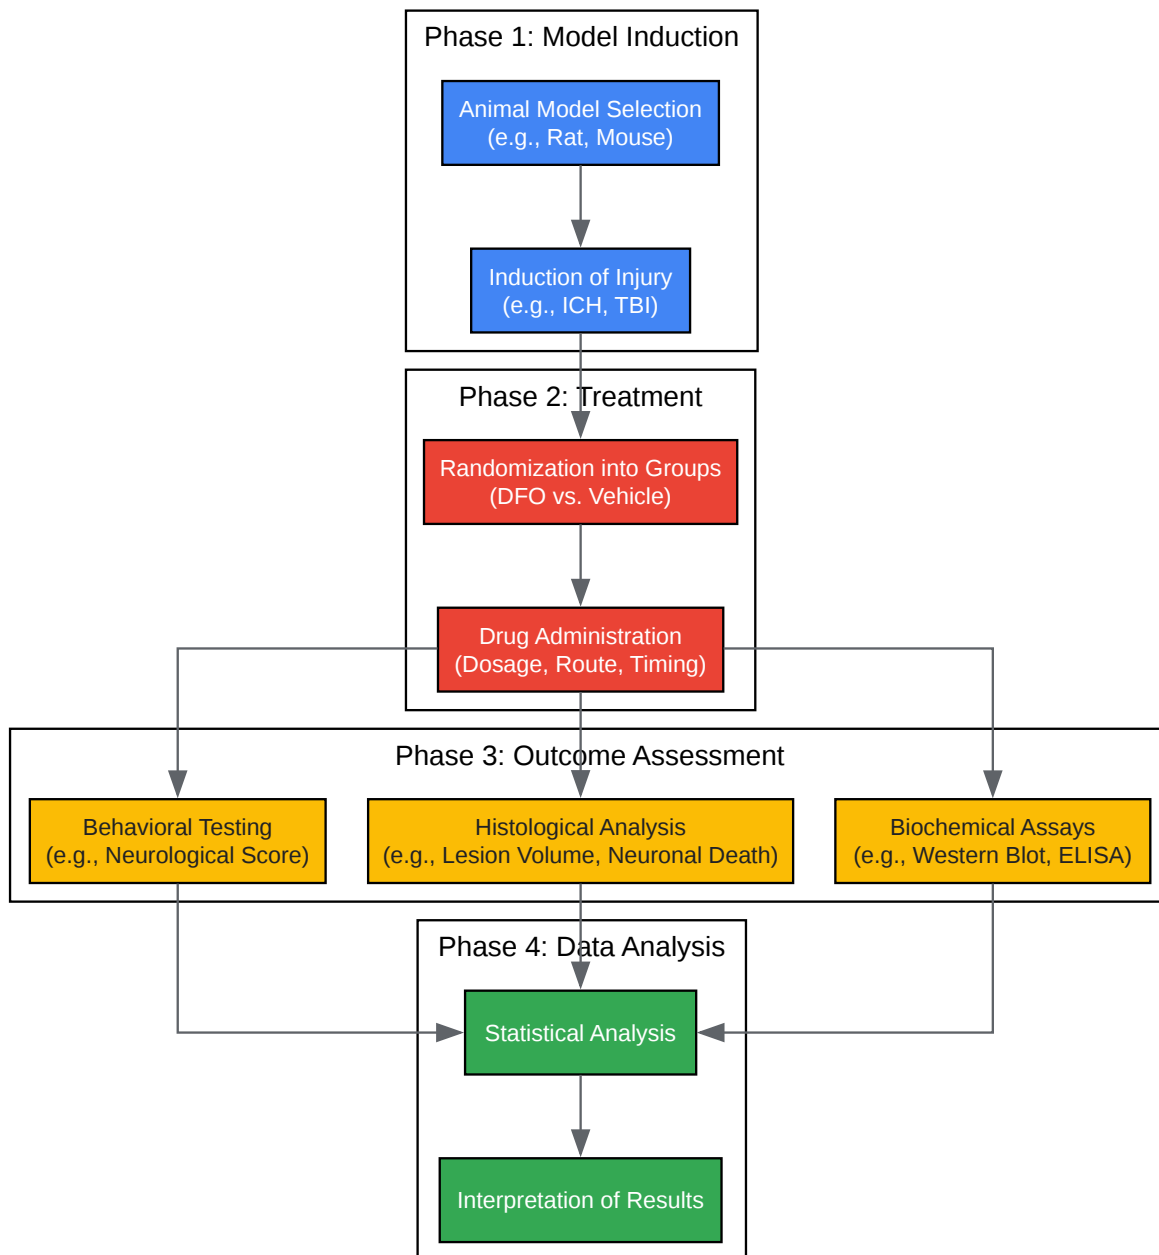 Phase 1: Model Induction
Animal Model Selection
(e.g., Rat, Mouse)
Induction of Injury
(e.g., ICH, TBI)
Phase 2: Treatment
Randomization into Groups
(DFO vs. Vehicle)
Drug Administration
(Dosage, Route, Timing)
Phase 3: Outcome Assessment
Behavioral Testing
(e.g., Neurological Score)
Histological Analysis
(e.g., Lesion Volume, Neuronal Death)
Biochemical Assays
(e.g., Western Blot, ELISA)
Phase 4: Data Analysis
Statistical Analysis
Interpretation of Results